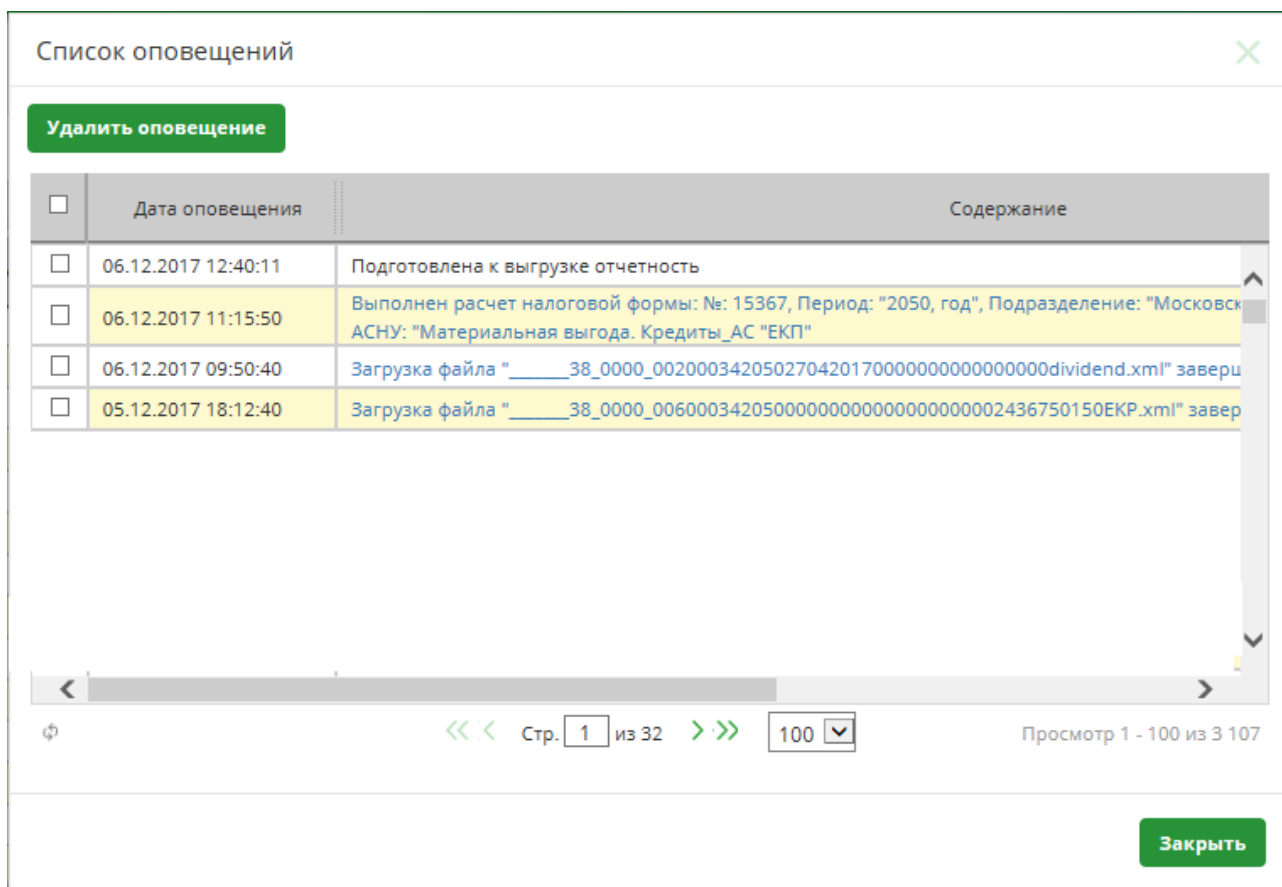 Список оповещений
Удалить оповещение
Дата оповещения Содержание
06.12.2017 12:40:11 Подготовлена к выгрузке отчетность
06.12.2017 11:15:50 Выполнен расчет налоговой формы: №: 15367, Период: "2050, год", Подразделение: "Московск
АСНУ: "Материальная выгода. Кредиты_АС "ЕКП"
06.12.2017 09:50:40 Загрузка файла "_______38_0000_00200034205027042017000000000000000dividend.xml" заверш
05.12.2017 18:12:40 Загрузка файла "_______38_0000_00600034205000000000000000000002436750150EKP.xml" завер
Стр. 1 из 32 100 Просмотр 1 - 100 из 3 107
Закрыть